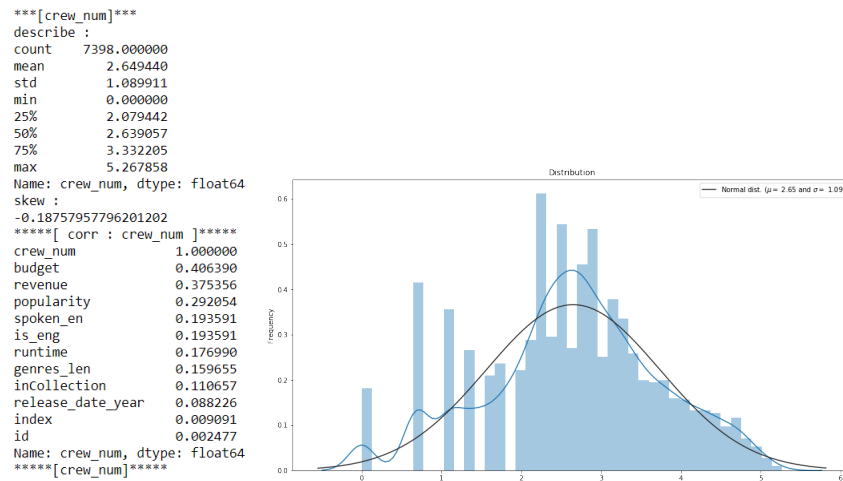 ***[crew_num]***
describe :
count    7398.000000
mean        2.649440
std         1.089911
min         0.000000
25%         2.079442
50%         2.639057
75%         3.332205
max         5.267858
Name: crew_num, dtype: float64
skew :
-0.18757957796201202
*****[ corr : crew_num ]*****
crew_num             1.000000
budget               0.406390
revenue              0.375356
popularity           0.292054
spoken_en            0.193591
is_eng               0.193591
runtime              0.176990
genres_len           0.159655
inCollection         0.110657
release_date_year    0.088226
index                0.009091
id                   0.002477
Name: crew_num, dtype: float64
*****[crew_num]*****
Distribution
Normal dist. (μ= 2.65 and σ= 1.09
Frequency
0.6
0.5
0.4
0.3
0.2
0.1
0.0
0 1 2 3 4 5 6